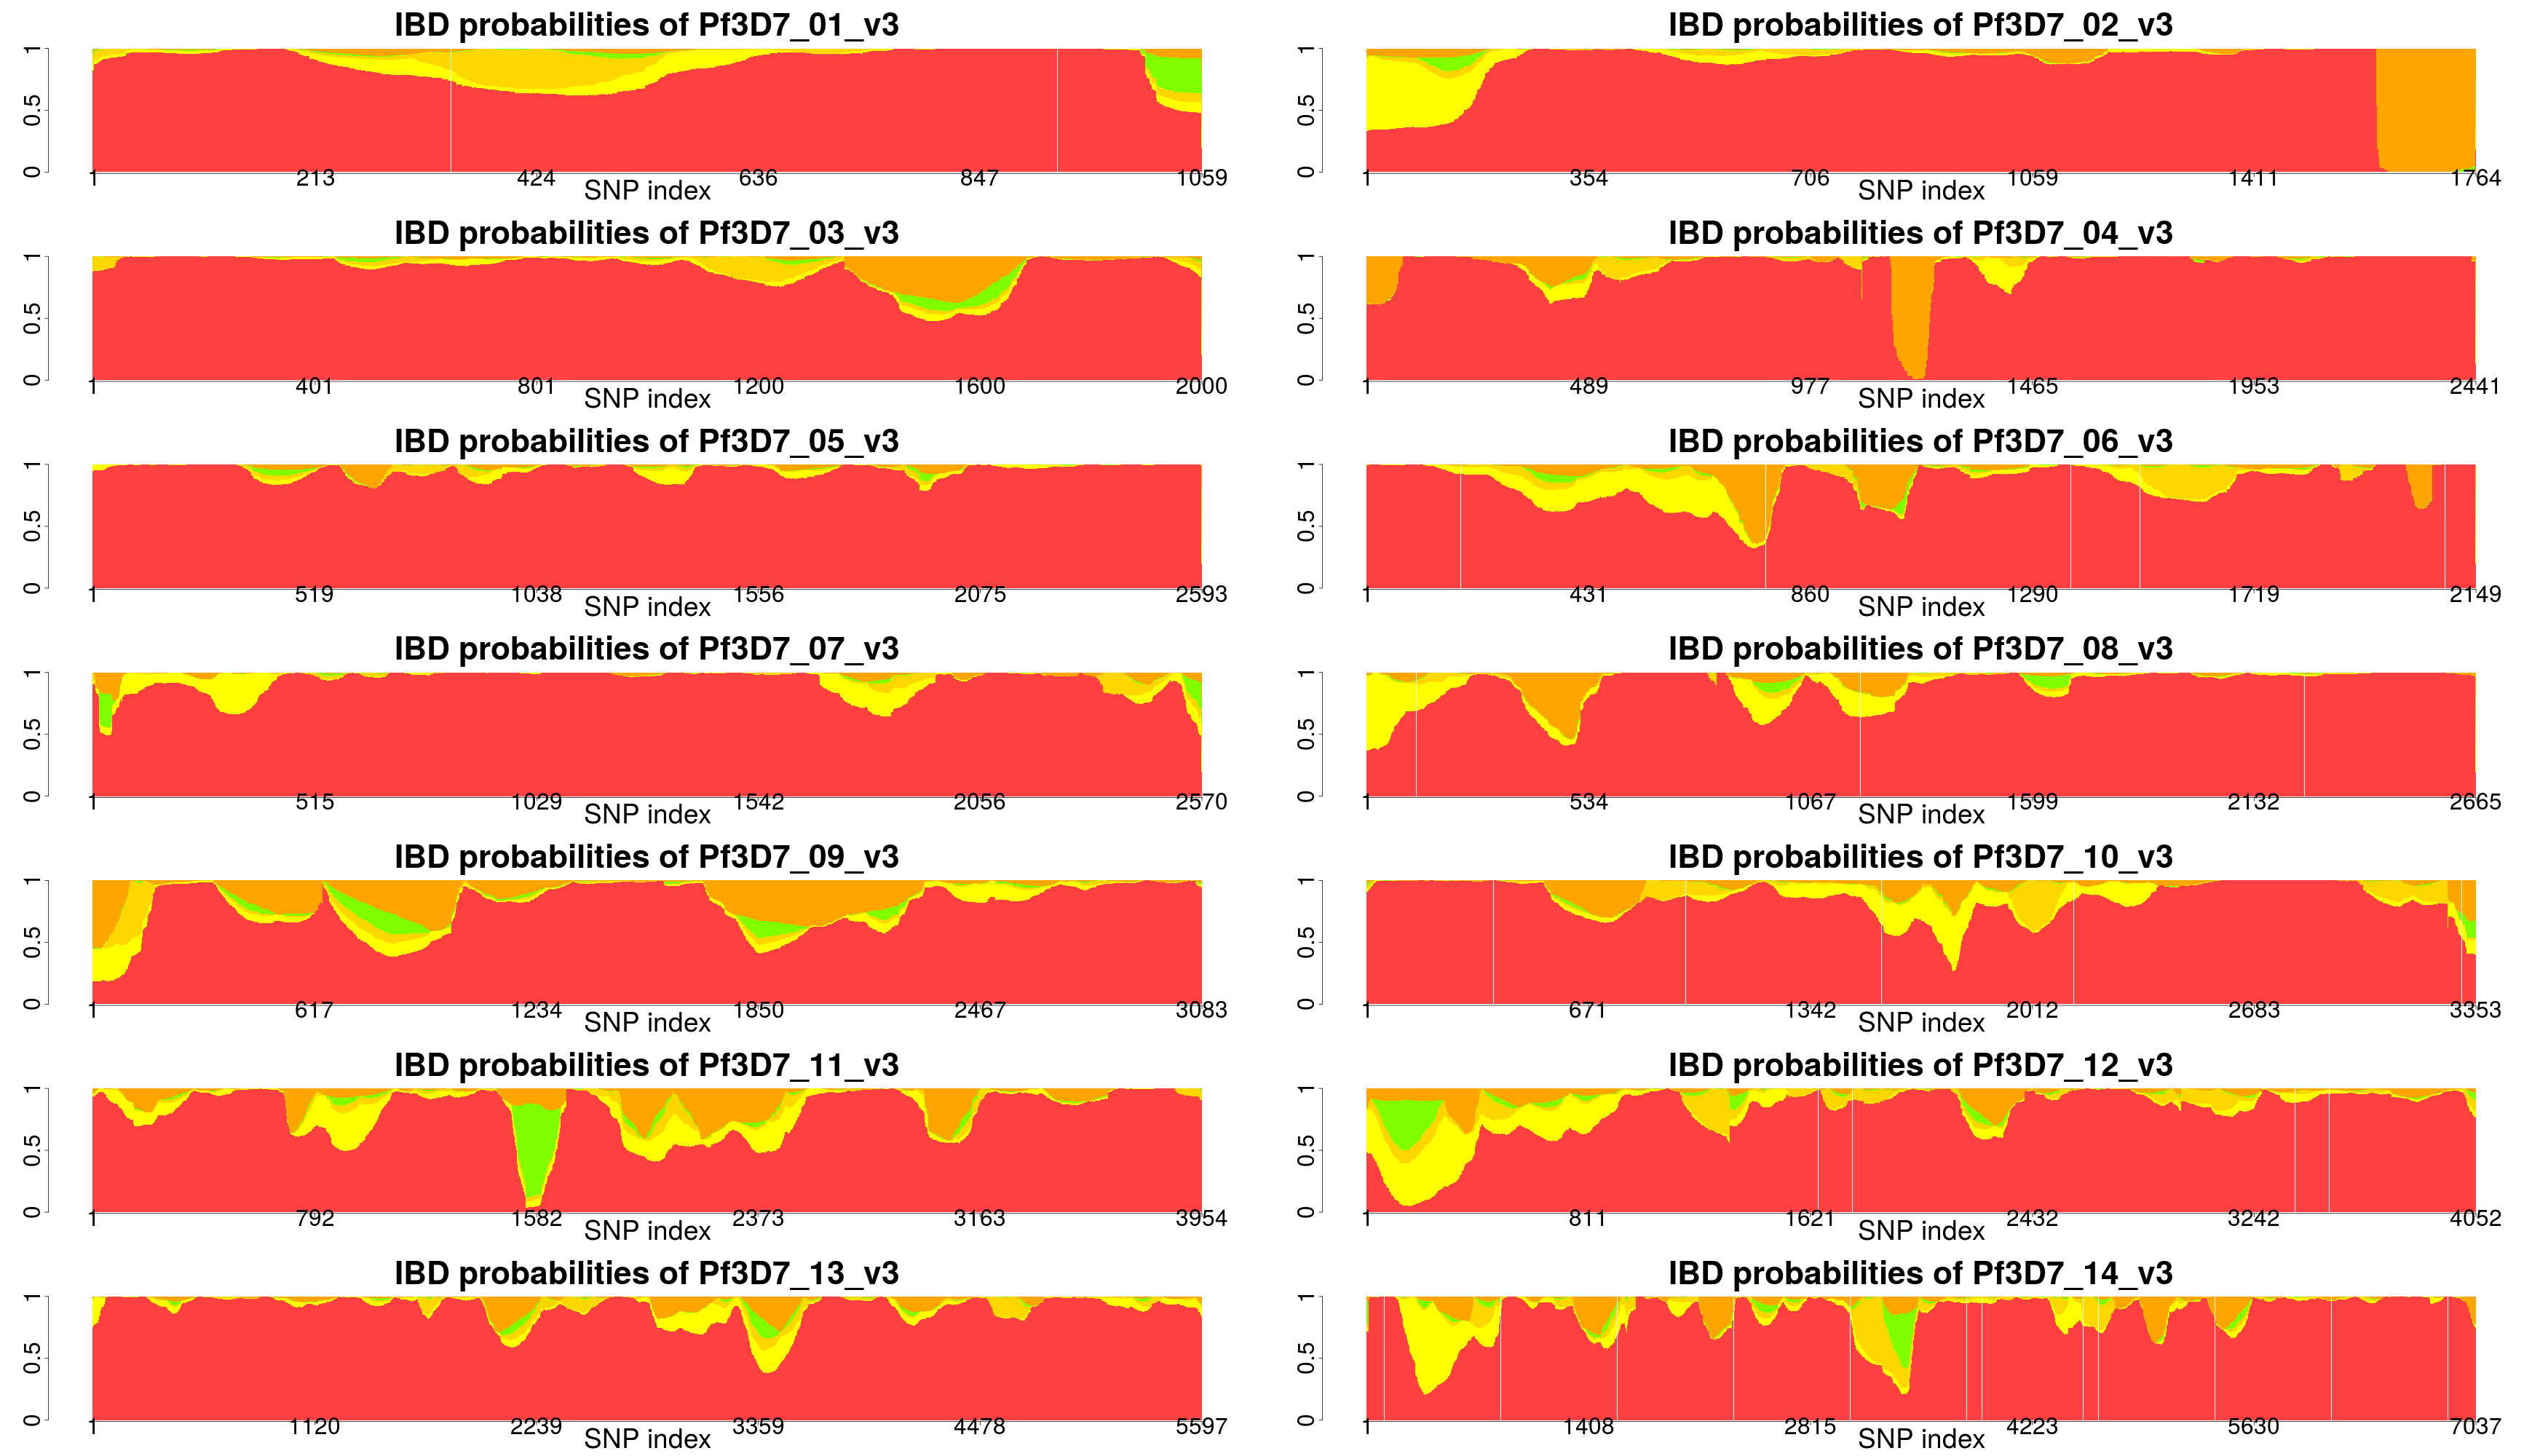 IBD probabilities of Pf3D7_01_v3
0 0.5 1
1 213 424 636 847 1059
SNP index
IBD probabilities of Pf3D7_02_v3
0 0.5 1
1 354 706 1059 1411 1764
SNP index
IBD probabilities of Pf3D7_03_v3
0 0.5 1
1 401 801 1200 1600 2000
SNP index
IBD probabilities of Pf3D7_04_v3
0 0.5 1
1 489 977 1465 1953 2441
SNP index
IBD probabilities of Pf3D7_05_v3
0 0.5 1
1 519 1038 1556 2075 2593
SNP index
IBD probabilities of Pf3D7_06_v3
0 0.5 1
1 431 860 1290 1719 2149
SNP index
IBD probabilities of Pf3D7_07_v3
0 0.5 1
1 515 1029 1542 2056 2570
SNP index
IBD probabilities of Pf3D7_08_v3
0 0.5 1
1 534 1067 1599 2132 2665
SNP index
IBD probabilities of Pf3D7_09_v3
0 0.5 1
1 617 1234 1850 2467 3083
SNP index
IBD probabilities of Pf3D7_10_v3
0 0.5 1
1 671 1342 2012 2683 3353
SNP index
IBD probabilities of Pf3D7_11_v3
0 0.5 1
1 792 1582 2373 3163 3954
SNP index
IBD probabilities of Pf3D7_12_v3
0 0.5 1
1 811 1621 2432 3242 4052
SNP index
IBD probabilities of Pf3D7_13_v3
0 0.5 1
1 1120 2239 3359 4478 5597
SNP index
IBD probabilities of Pf3D7_14_v3
0 0.5 1
1 1408 2815 4223 5630 7037
SNP index